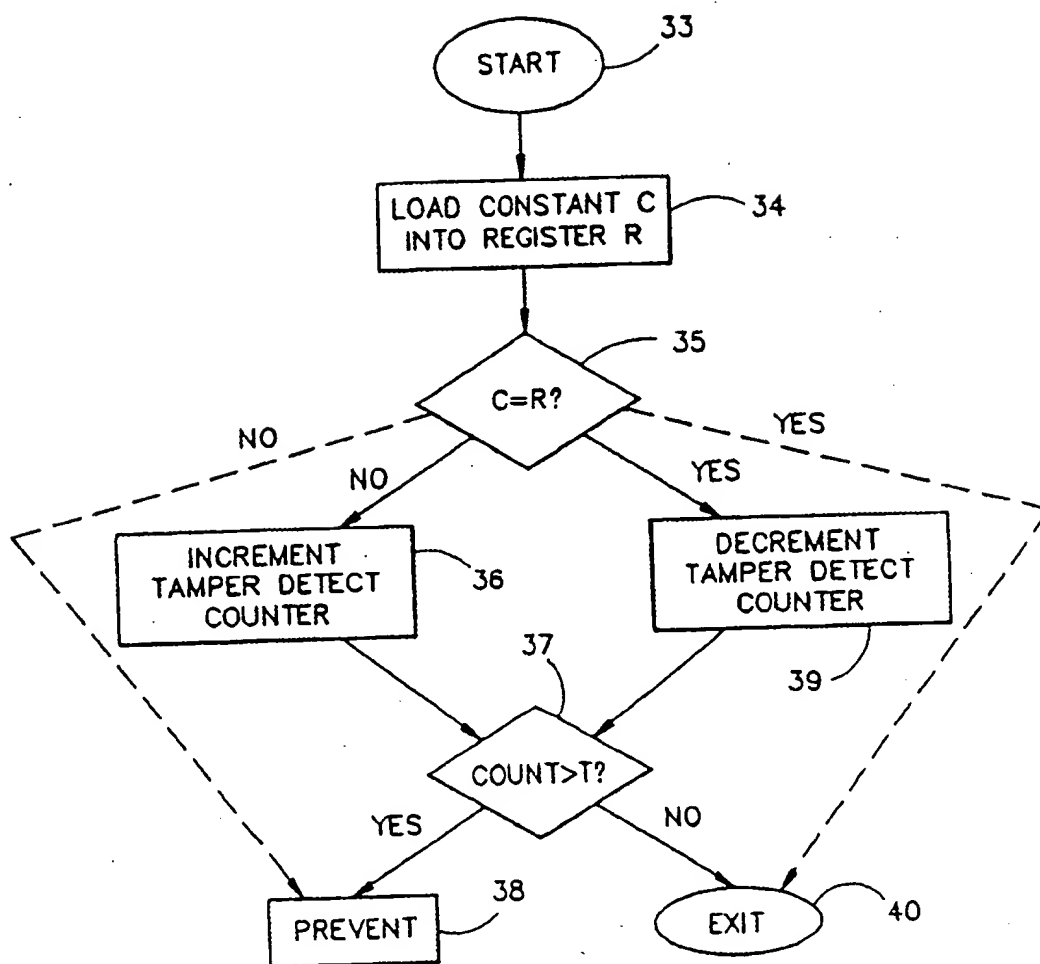 33
START
LOAD CONSTANT C
INTO REGISTER R
34
35
C=R?
NO
YES
NO
YES
INCREMENT
TAMPER DETECT
COUNTER
36
DECREMENT
TAMPER DETECT
COUNTER
39
37
COUNT>T?
YES
NO
PREVENT
38
EXIT
40